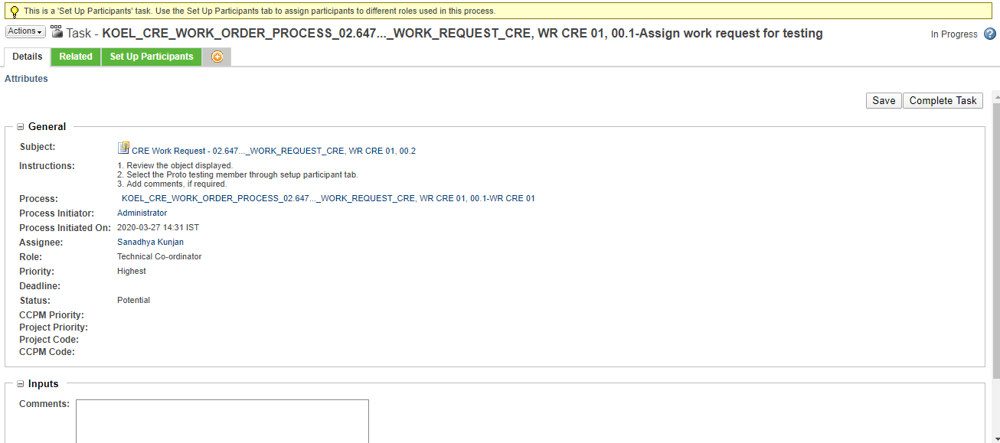 This is a 'Set Up Participants' task. Use the Set Up Participants tab to assign participants to different roles used in this process.
Actions
Task - KOEL_CRE_WORK_ORDER_PROCESS_02.647..._WORK_REQUEST_CRE, WR CRE 01, 00.1-Assign work request for testing
In Progress
Details Related Set Up Participants
Attributes
Save Complete Task
General
Subject: CRE Work Request - 02.647..._WORK_REQUEST_CRE, WR CRE 01, 00.2
Instructions: 1. Review the object displayed.
2. Select the Proto testing member through setup participant tab.
3. Add comments, if required.
Process: KOEL_CRE_WORK_ORDER_PROCESS_02.647..._WORK_REQUEST_CRE, WR CRE 01, 00.1-WR CRE 01
Process Initiator: Administrator
Process Initiated On: 2020-03-27 14:31 IST
Assignee: Sanadhya Kunjan
Role: Technical Co-ordinator
Priority: Highest
Deadline:
Status: Potential
CCPM Priority:
Project Priority:
Project Code:
CCPM Code:
Inputs
Comments: